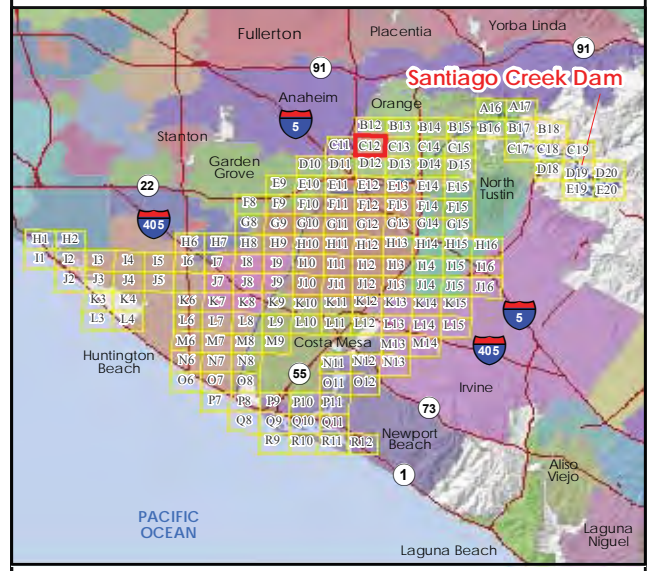 Fullerton
Placentia
Yorba Linda
91
91
Santiago Creek Dam
Anaheim
Orange
A16 A17
5
B12 B13 B14 B15 B16 B17 B18
Stanton
C11 C12 C13 C14 C15 C17 C18 C19
Garden
Grove
D10 D11 D12 D13 D14 D15 D18 D19 D20
22
E9 E10 E11 E12 E13 E14 E15 E19 E20
North
Tustin
F8 F9 F10 F11 F12 F13 F14 F15
405
G8 G9 G10 G11 G12 G13 G14 G15
H1 H2 H6 H7 H8 H9 H10 H11 H12 H13 H14 H15 H16
I1 I2 I3 I4 I5 I6 I7 I8 I9 I10 I11 I12 I13 I14 I15 I16
J2 J3 J4 J5 J7 J8 J9 J10 J11 J12 J13 J14 J15 J16
K3 K4 K6 K7 K8 K9 K10 K11 K12 K13 K14 K15
5
L3 L4 L6 L7 L8 L9 L10 L11 L12 L13 L14 L15
M6 M7 M8 M9 Costa Mesa M13 M14
405
Huntington
Beach
N6 N7 N8 N11 N12 N13
55
O6 O7 O8 O11 O12
Irvine
P7 P8 P9 P10 P11
73
Q8 Q9 Q10 Q11
Newport
Beach
R9 R10 R11 R12
1
Aliso
Viejo
PACIFIC
OCEAN
Laguna
Niguel
Laguna Beach